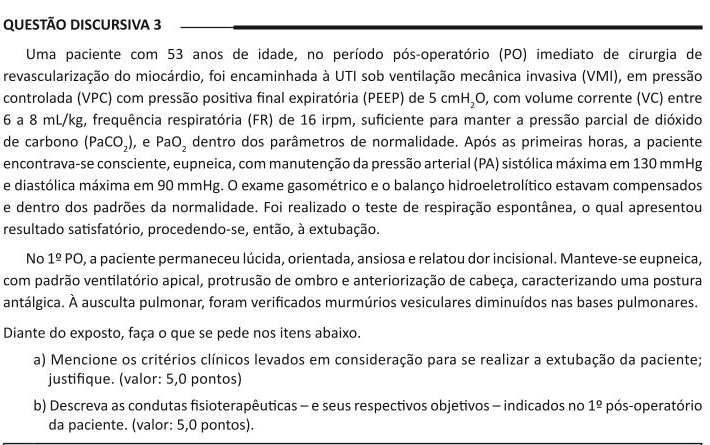 QUESTÃO DISCURSIVA 3
Uma paciente com 53 anos de idade, no período pós-operatório (PO) imediato de cirurgia de
revascularização do miocárdio, foi encaminhada à UTI sob ventilação mecânica invasiva (VMI), em pressão
controlada (VPC) com pressão positiva final expiratória (PEEP) de 5 cmH₂O, com volume corrente (VC) entre
6 a 8 mL/kg, frequência respiratória (FR) de 16 irpm, suficiente para manter a pressão parcial de dióxido
de carbono (PaCO₂), e PaO₂ dentro dos parâmetros de normalidade. Após as primeiras horas, a paciente
encontrava-se consciente, eupneica, com manutenção da pressão arterial (PA) sistólica máxima em 130 mmHg
e diastólica máxima em 90 mmHg. O exame gasométrico e o balanço hidroeletrolítico estavam compensados
e dentro dos padrões da normalidade. Foi realizado o teste de respiração espontânea, o qual apresentou
resultado satisfatório, procedendo-se, então, à extubação.
No 1º PO, a paciente permaneceu lúcida, orientada, ansiosa e relatou dor incisional. Manteve-se eupneica,
com padrão ventilatório apical, protrusão de ombro e anteriorização de cabeça, caracterizando uma postura
antálgica. À ausculta pulmonar, foram verificados murmúrios vesiculares diminuídos nas bases pulmonares.
Diante do exposto, faça o que se pede nos itens abaixo.
a) Mencione os critérios clínicos levados em consideração para se realizar a extubação da paciente;
justifique. (valor: 5,0 pontos)
b) Descreva as condutas fisioterapêuticas – e seus respectivos objetivos – indicados no 1º pós-operatório
da paciente. (valor: 5,0 pontos).